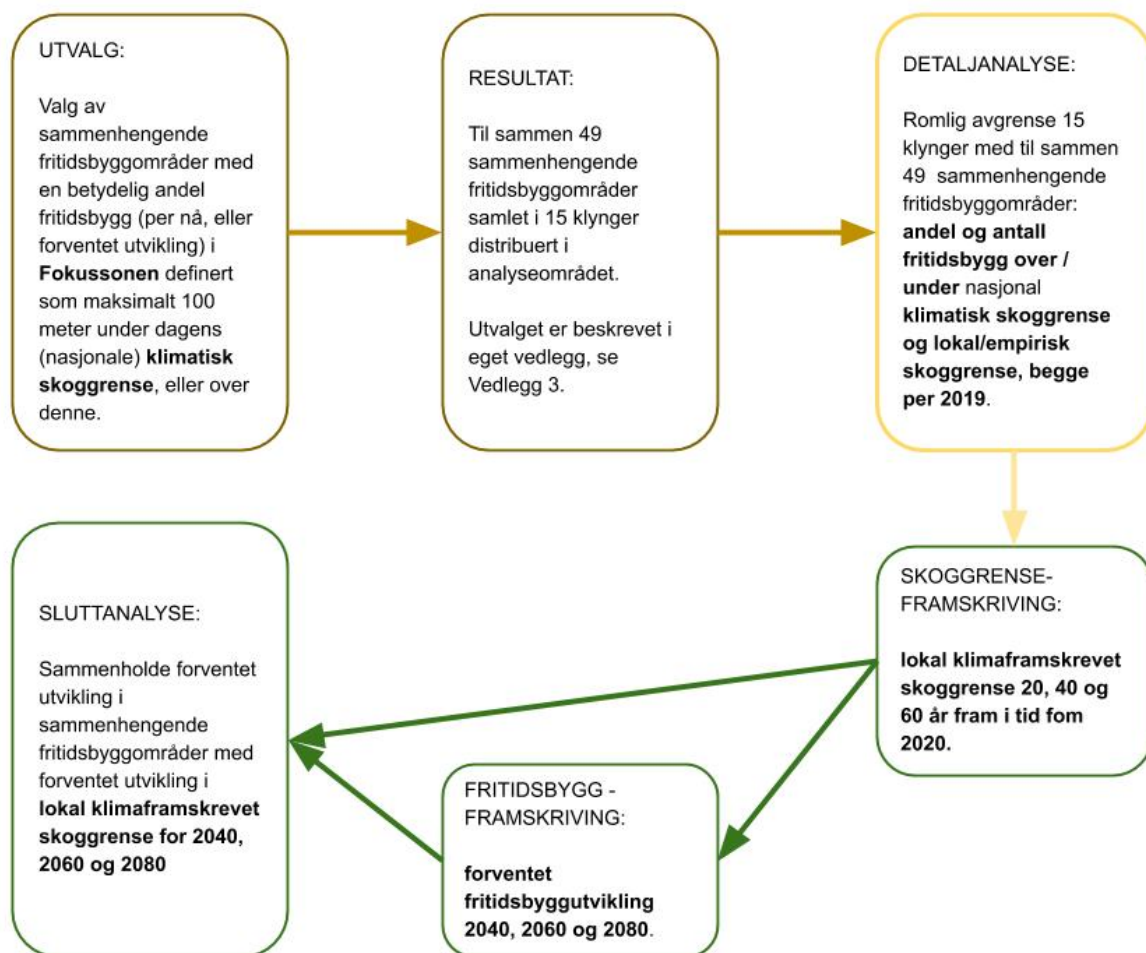 UTVALG:
Valg av
sammenhengende
fritidsbyggområder med
en betydelig andel
fritidsbygg (per nå, eller
forventet utvikling) i
Fokussonen definert
som maksimalt 100
meter under dagens
(nasjonale) klimatisk
skoggrense, eller over
denne.
RESULTAT:
Til sammen 49
sammenhengende
fritidsbyggområder
samlet i 15 klynger
distribuert i
analyseområdet.
Utvalget er beskrevet i
eget vedlegg, se
Vedlegg 3.
DETALJANALYSE:
Romlig avgrense 15
klynger med til sammen
49 sammenhengende
fritidsbyggområder:
andel og antall
fritidsbygg over /
under nasjonal
klimatisk skoggrense
og lokal/empirisk
skoggrense, begge
per 2019.
SKOGGRENSE-
FRAMSKRIVING:
lokal klimaframskrevet
skoggrense 20, 40 og
60 år fram i tid fom
2020.
FRITIDSBYGG -
FRAMSKRIVING:
forventet
fritidsbyggutvikling
2040, 2060 og 2080.
SLUTTANALYSE:
Sammenholde forventet
utvikling i
sammenhengende
fritidsbyggområder med
forventet utvikling i
lokal klimaframskrevet
skoggrense for 2040,
2060 og 2080